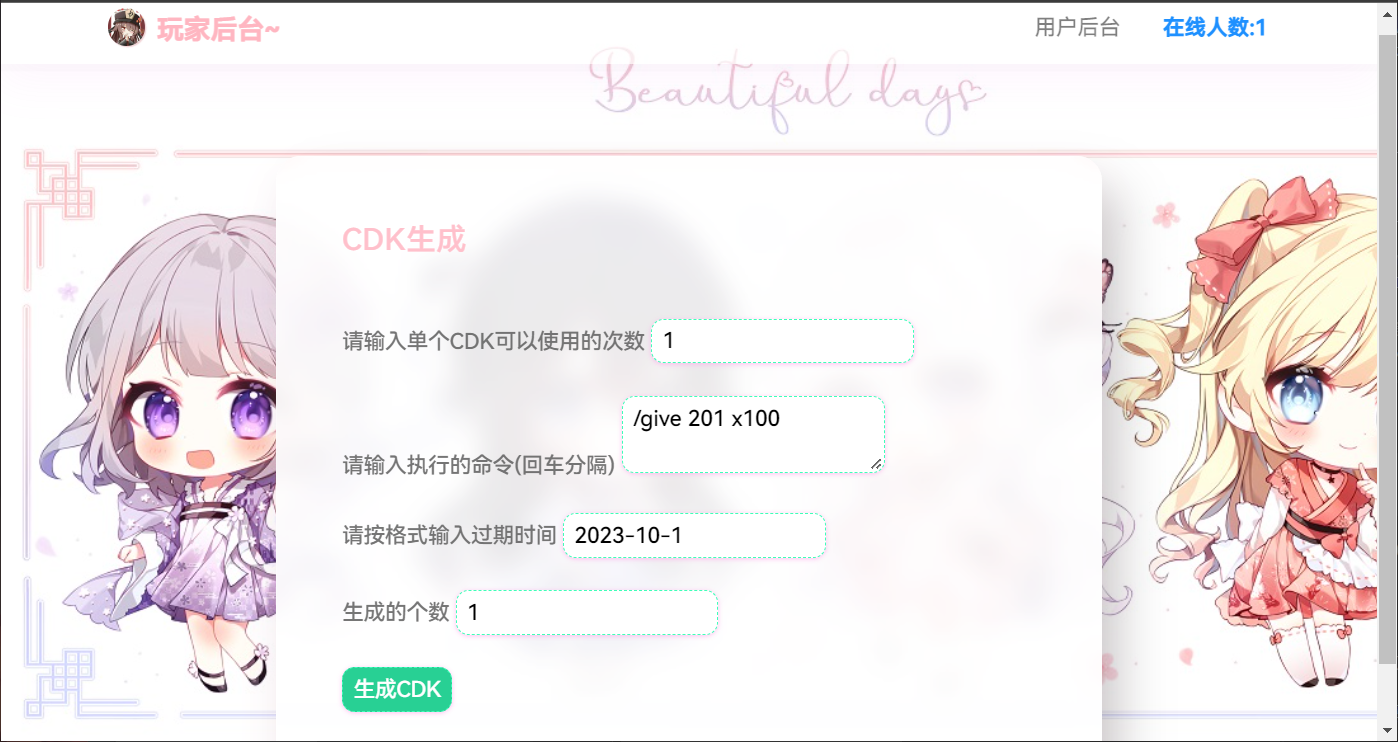 玩家后台~
用户后台
在线人数:1
Beautiful days
CDK生成
请输入单个CDK可以使用的次数 1
/give 201 x100
请输入执行的命令(回车分隔)
请按格式输入过期时间 2023-10-1
生成的个数 1
生成CDK